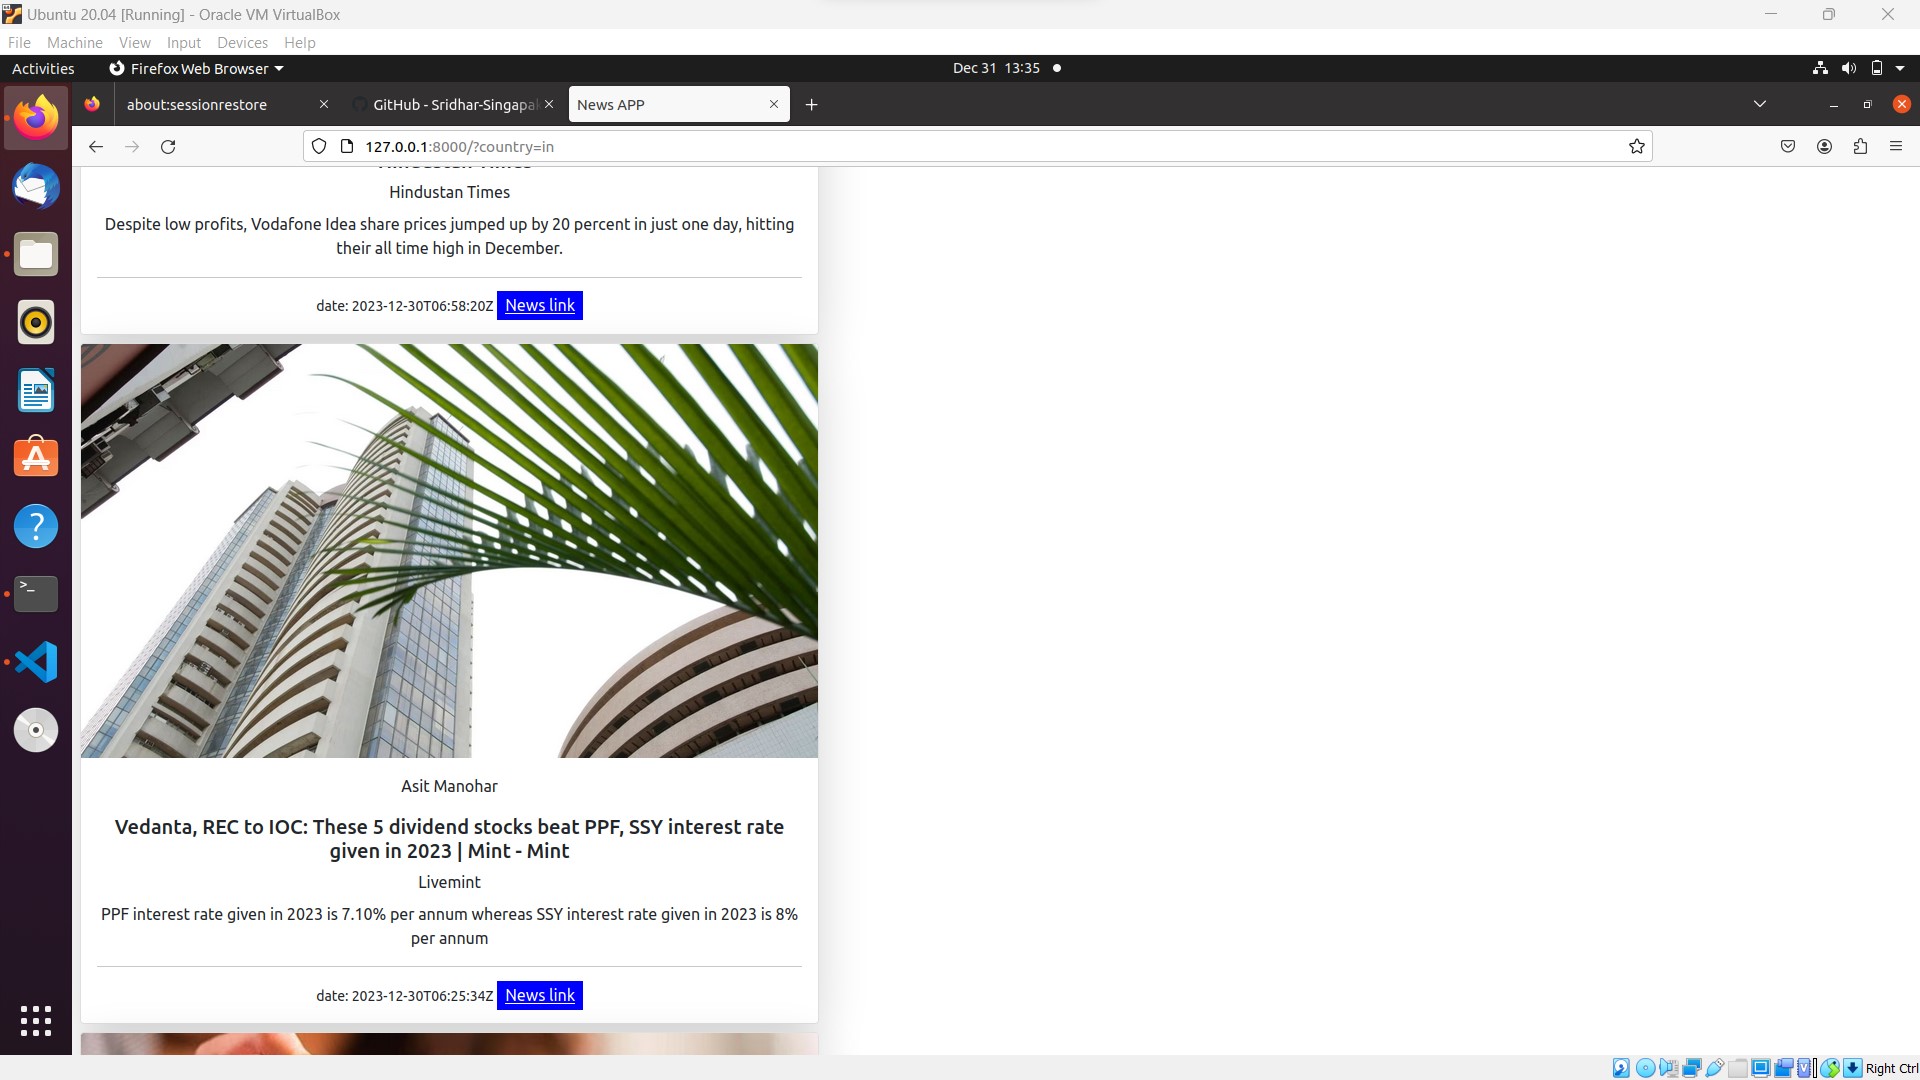 Ubuntu 20.04 [Running] - Oracle VM VirtualBox
File Machine View Input Devices Help
Activities Firefox Web Browser Dec 31 13:35
about:sessionrestore GitHub - Sridhar-Singapa News APP
127.0.0.1:8000/?country=in
Hindustan Times
Hindustan Times
Despite low profits, Vodafone Idea share prices jumped up by 20 percent in just one day, hitting
their all time high in December.
date: 2023-12-30T06:58:20Z News link
Asit Manohar
Vedanta, REC to IOC: These 5 dividend stocks beat PPF, SSY interest rate
given in 2023 | Mint - Mint
Livemint
PPF interest rate given in 2023 is 7.10% per annum whereas SSY interest rate given in 2023 is 8%
per annum
date: 2023-12-30T06:25:34Z News link
Right Ctrl